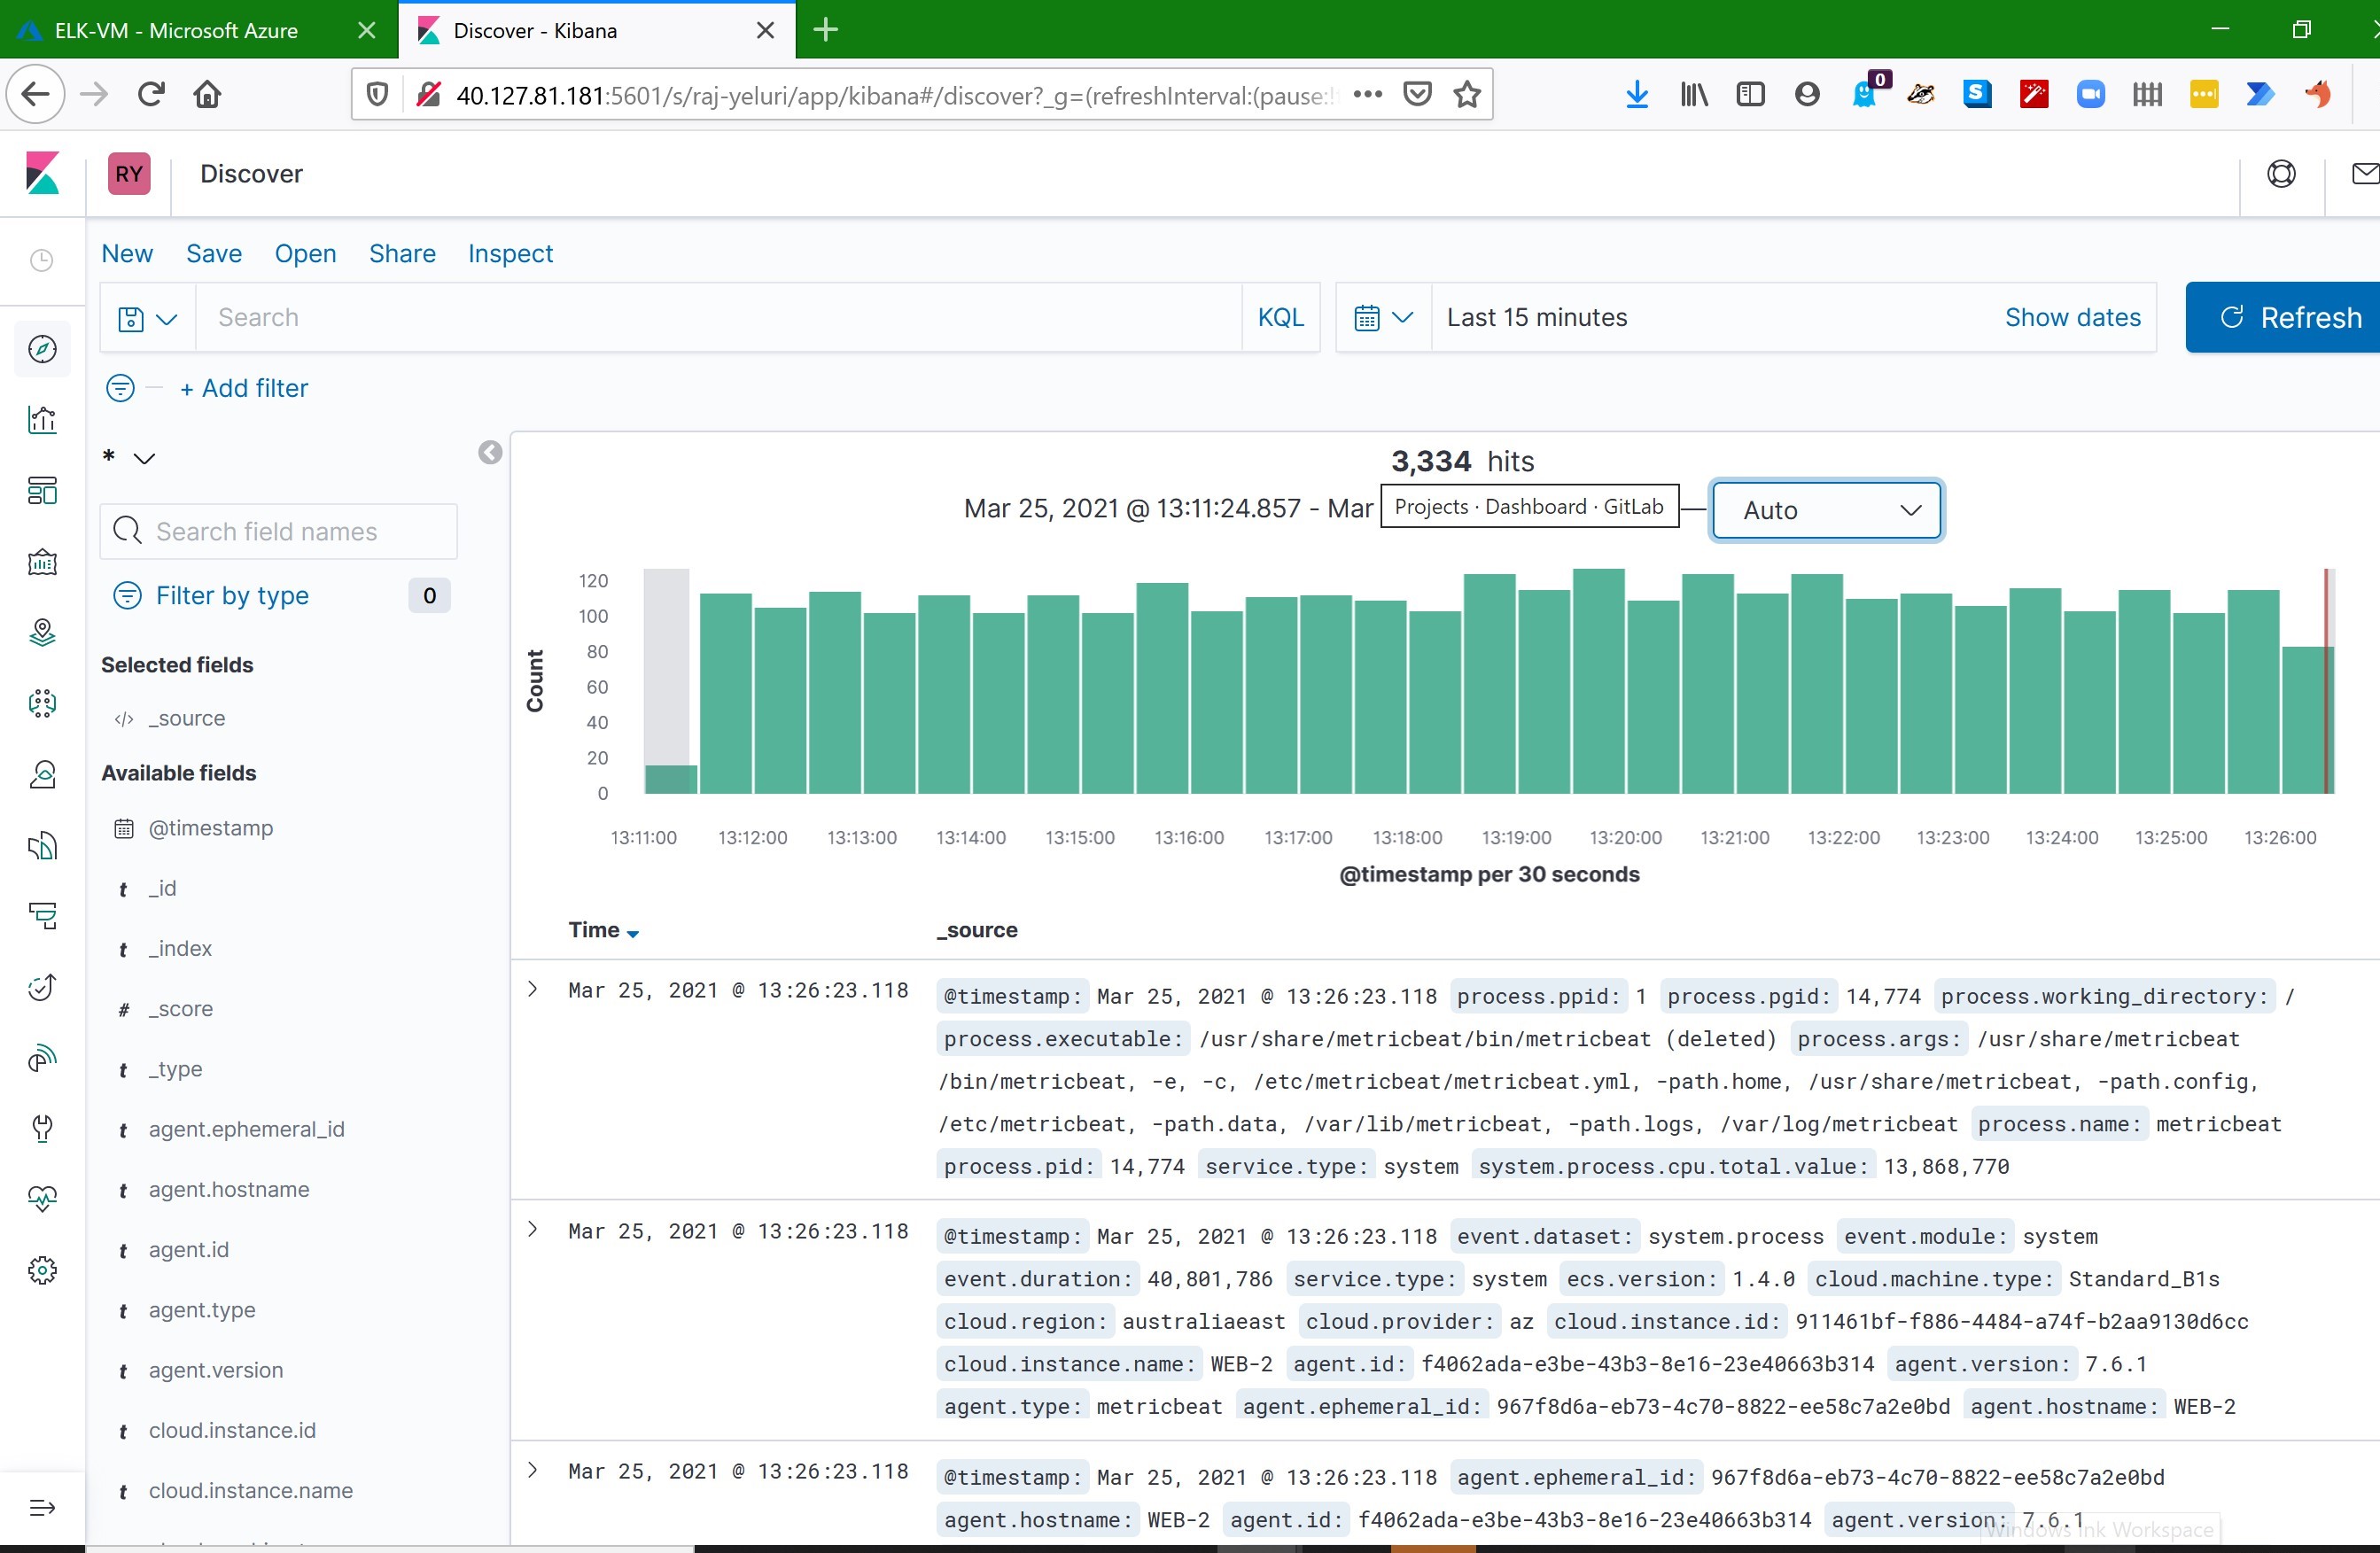 ELK-VM - Microsoft Azure
Discover - Kibana
40.127.81.181:5601/s/raj-yeluri/app/kibana#/discover?_g=(refreshInterval:(pause:
0
S
RY
Discover
New Save Open Share Inspect
Search
KQL
Last 15 minutes
Show dates
Refresh
+ Add filter
*
Search field names
Filter by type
0
Selected fields
</> _source
Available fields
@timestamp
t _id
t _index
# _score
t _type
t agent.ephemeral_id
t agent.hostname
t agent.id
t agent.type
t agent.version
t cloud.instance.id
t cloud.instance.name
3,334 hits
Mar 25, 2021 @ 13:11:24.857 - Mar
Projects · Dashboard · GitLab
—
Auto
Count
120
100
80
60
40
20
0
13:11:00 13:12:00 13:13:00 13:14:00 13:15:00 13:16:00 13:17:00 13:18:00 13:19:00 13:20:00 13:21:00 13:22:00 13:23:00 13:24:00 13:25:00 13:26:00
@timestamp per 30 seconds
Time _source
Mar 25, 2021 @ 13:26:23.118
@timestamp: Mar 25, 2021 @ 13:26:23.118 process.ppid: 1 process.pgid: 14,774 process.working_directory: /
process.executable: /usr/share/metricbeat/bin/metricbeat (deleted) process.args: /usr/share/metricbeat
/bin/metricbeat, -e, -c, /etc/metricbeat/metricbeat.yml, -path.home, /usr/share/metricbeat, -path.config,
/etc/metricbeat, -path.data, /var/lib/metricbeat, -path.logs, /var/log/metricbeat process.name: metricbeat
process.pid: 14,774 service.type: system system.process.cpu.total.value: 13,868,770
Mar 25, 2021 @ 13:26:23.118
@timestamp: Mar 25, 2021 @ 13:26:23.118 event.dataset: system.process event.module: system
event.duration: 40,801,786 service.type: system ecs.version: 1.4.0 cloud.machine.type: Standard_B1s
cloud.region: australiaeast cloud.provider: az cloud.instance.id: 911461bf-f886-4484-a74f-b2aa9130d6cc
cloud.instance.name: WEB-2 agent.id: f4062ada-e3be-43b3-8e16-23e40663b314 agent.version: 7.6.1
agent.type: metricbeat agent.ephemeral_id: 967f8d6a-eb73-4c70-8822-ee58c7a2e0bd agent.hostname: WEB-2
Mar 25, 2021 @ 13:26:23.118
@timestamp: Mar 25, 2021 @ 13:26:23.118 agent.ephemeral_id: 967f8d6a-eb73-4c70-8822-ee58c7a2e0bd
agent.hostname: WEB-2 agent.id: f4062ada-e3be-43b3-8e16-23e40663b314 agent.version: 7.6.1
Windows Ink Workspace